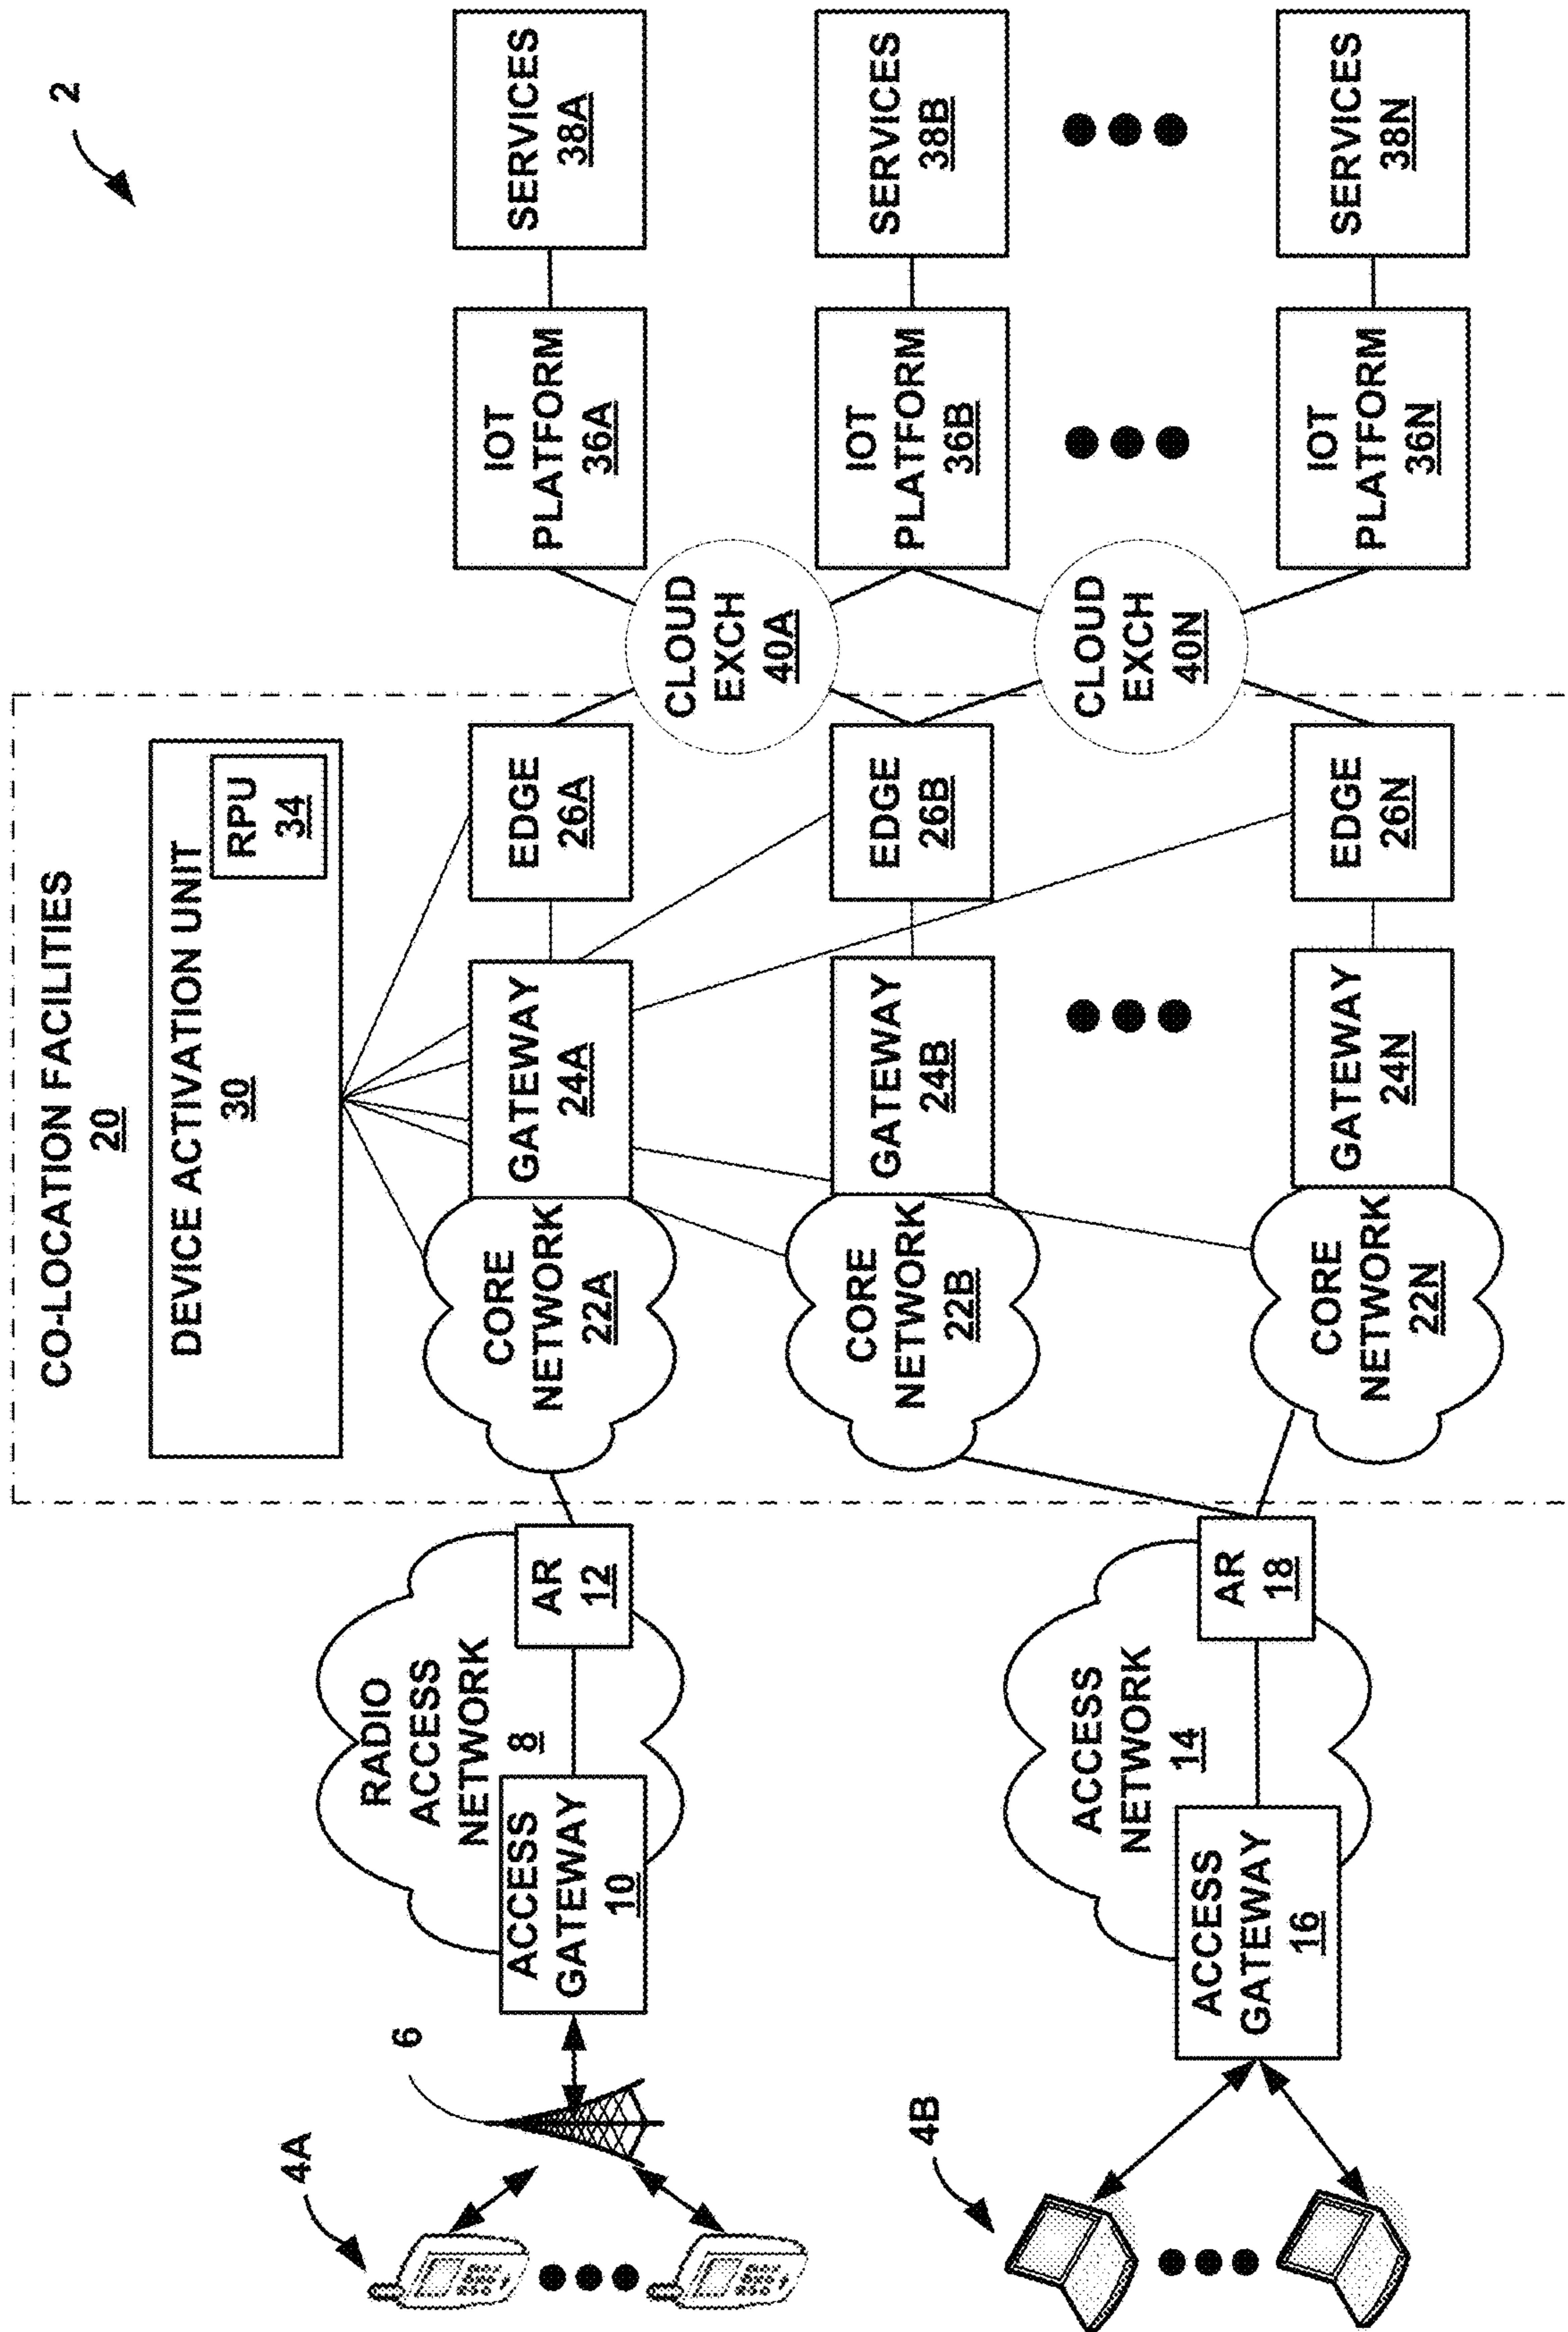 2
CO-LOCATION FACILITIES
20
DEVICE ACTIVATION UNIT
30
RPU
34
4A
6
RADIO
ACCESS
NETWORK
8
ACCESS
GATEWAY
10
AR
12
CORE
NETWORK
22A
GATEWAY
24A
EDGE
26A
CLOUD
EXCH
40A
IOT
PLATFORM
36A
SERVICES
38A
CORE
NETWORK
22B
GATEWAY
24B
EDGE
26B
IOT
PLATFORM
36B
SERVICES
38B
4B
ACCESS
NETWORK
14
ACCESS
GATEWAY
16
AR
18
CLOUD
EXCH
40N
CORE
NETWORK
22N
GATEWAY
24N
EDGE
26N
IOT
PLATFORM
36N
SERVICES
38N